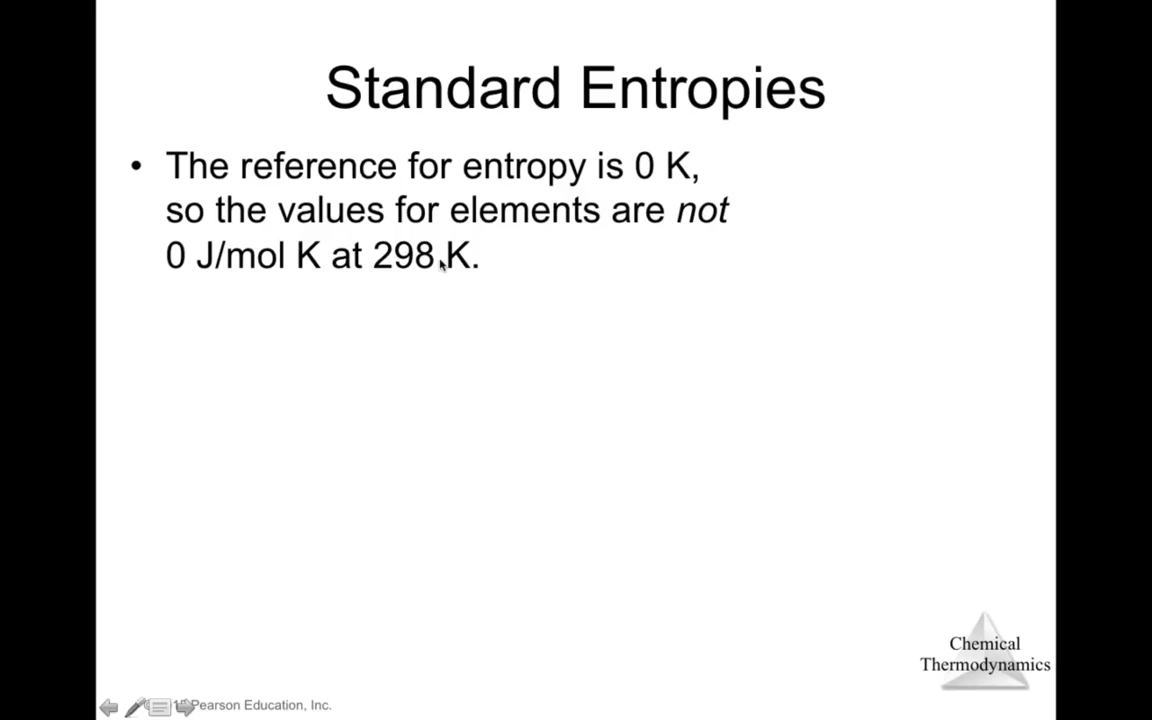 Standard Entropies
• The reference for entropy is 0 K,
so the values for elements are not
0 J/mol K at 298 K.
Chemical
Thermodynamics
Pearson Education, Inc.